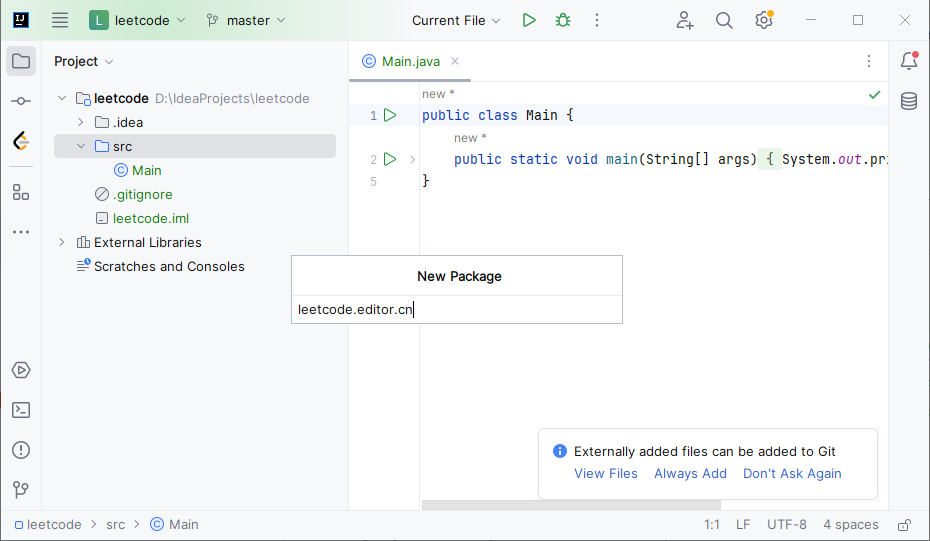 L leetcode master Current File
Project
Main.java
leetcode D:\IdeaProjects\leetcode
.idea
src
Main
.gitignore
leetcode.iml
External Libraries
Scratches and Consoles
new *
1 public class Main {
new *
2 public static void main(String[] args) { System.out.pri
5 }
New Package
leetcode.editor.cn
Externally added files can be added to Git
View Files Always Add Don't Ask Again
leetcode > src > Main 1:1 LF UTF-8 4 spaces